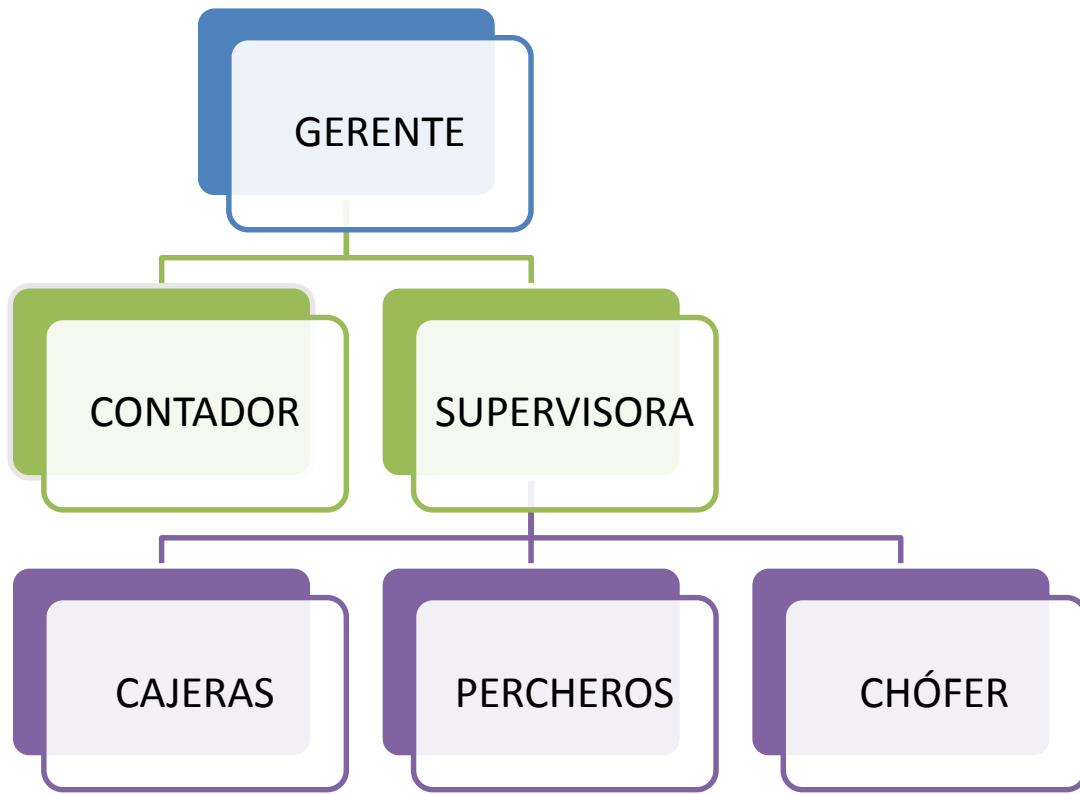 GERENTE
CONTADOR
SUPERVISORA
CAJERAS
PERCHEROS
CHÓFER